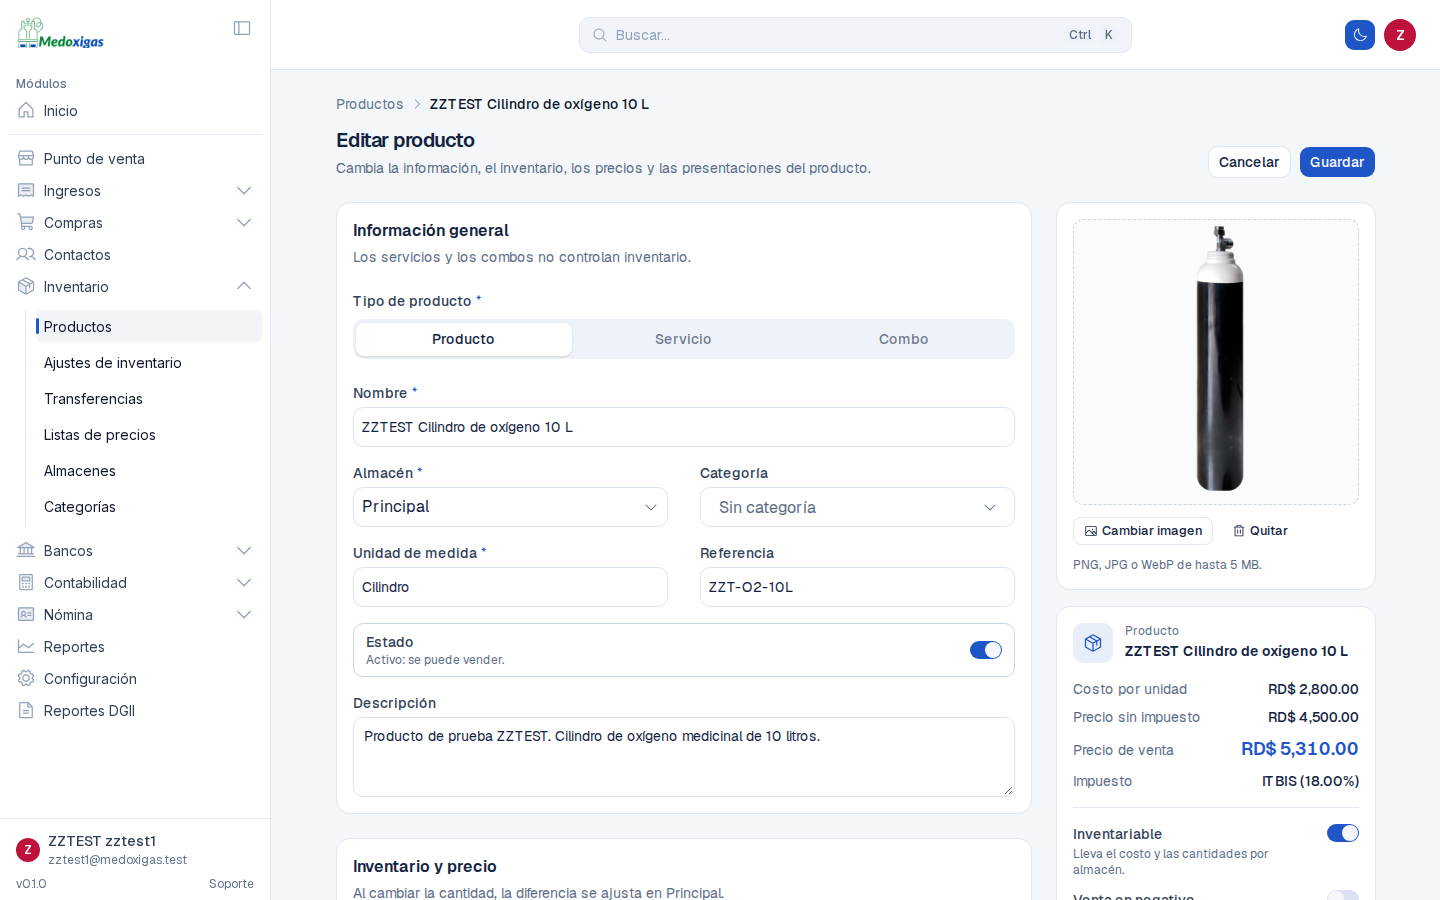 Medoxigas
Buscar...
Ctrl K
Z
Módulos
Inicio
Punto de venta
Ingresos
Compras
Contactos
Inventario
Productos
Ajustes de inventario
Transferencias
Listas de precios
Almacenes
Categorías
Bancos
Contabilidad
Nómina
Reportes
Configuración
Reportes DGII
Z
ZZTEST zztest1
zztest1@medoxigas.test
v0.1.0
Soporte
Productos
ZZTEST Cilindro de oxígeno 10 L
Editar producto
Cambia la información, el inventario, los precios y las presentaciones del producto.
Cancelar
Guardar
Información general
Los servicios y los combos no controlan inventario.
Tipo de producto *
Producto
Servicio
Combo
Nombre *
ZZTEST Cilindro de oxígeno 10 L
Almacén *
Categoría
Principal
Sin categoría
Unidad de medida *
Referencia
Cilindro
ZZT-O2-10L
Estado
Activo: se puede vender.
Descripción
Producto de prueba ZZTEST. Cilindro de oxígeno medicinal de 10 litros.
Inventario y precio
Al cambiar la cantidad, la diferencia se ajusta en Principal.
Cambiar imagen
Quitar
PNG, JPG o WebP de hasta 5 MB.
Producto
ZZTEST Cilindro de oxígeno 10 L
Costo por unidad
RD$ 2,800.00
Precio sin impuesto
RD$ 4,500.00
Precio de venta
RD$ 5,310.00
Impuesto
ITBIS (18.00%)
Inventariable
Lleva el costo y las cantidades por
almacén.
Venta en negativo